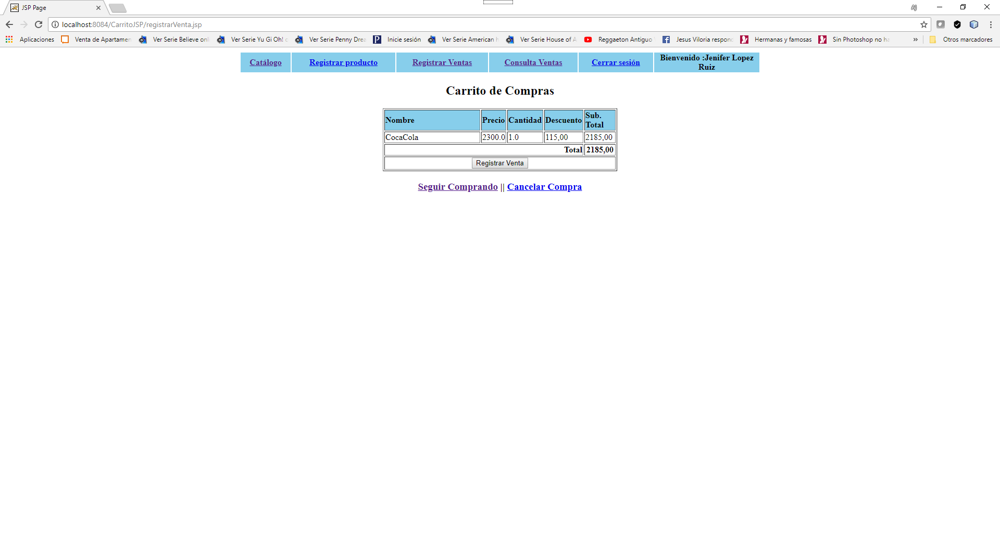 JSP Page
Aj
localhost:8084/CarritoJSP/registrarVenta.jsp
Aplicaciones Venta de Apartamen Ver Serie Believe onl Ver Serie Yu Gi Oh! Ver Serie Penny Drea Inicie sesión Ver Serie American h Ver Serie House of A Reggaeton Antiguo Jesus Viloria respon Hermanas y famosas Sin Photoshop no ha » Otros marcadores
Catálogo Registrar producto Registrar Ventas Consulta Ventas Cerrar sesión Bienvenido :Jenifer Lopez
Ruiz
Carrito de Compras
Nombre Precio Cantidad Descuento Sub.
Total
CocaCola 2300.0 1.0 115,00 2185,00
Total 2185,00
Registrar Venta
Seguir Comprando || Cancelar Compra